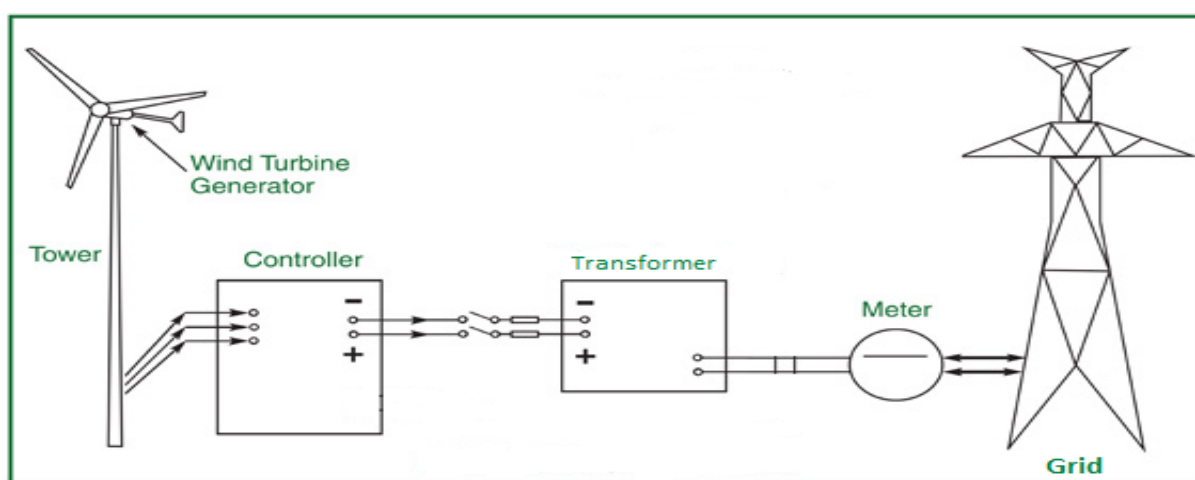 Wind Turbine
Generator
Tower
Controller
Transformer
Meter
-
+
-
+
Grid